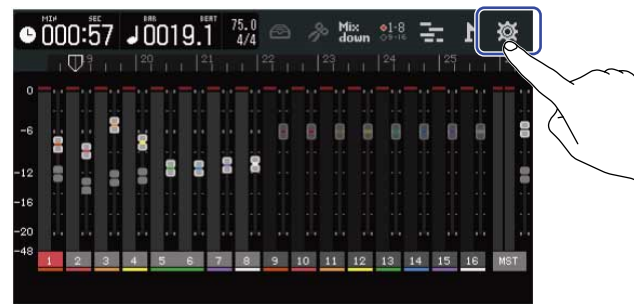 MIN SEC BAR BEAT
000:57 0019.1 75.0 4/4 Mix down 1-8 9-16
19 20 21 22 23 24 25
0
-6
-12
-16
-20
-48
1 2 3 4 5 6 7 8 9 10 11 12 13 14 15 16 MST